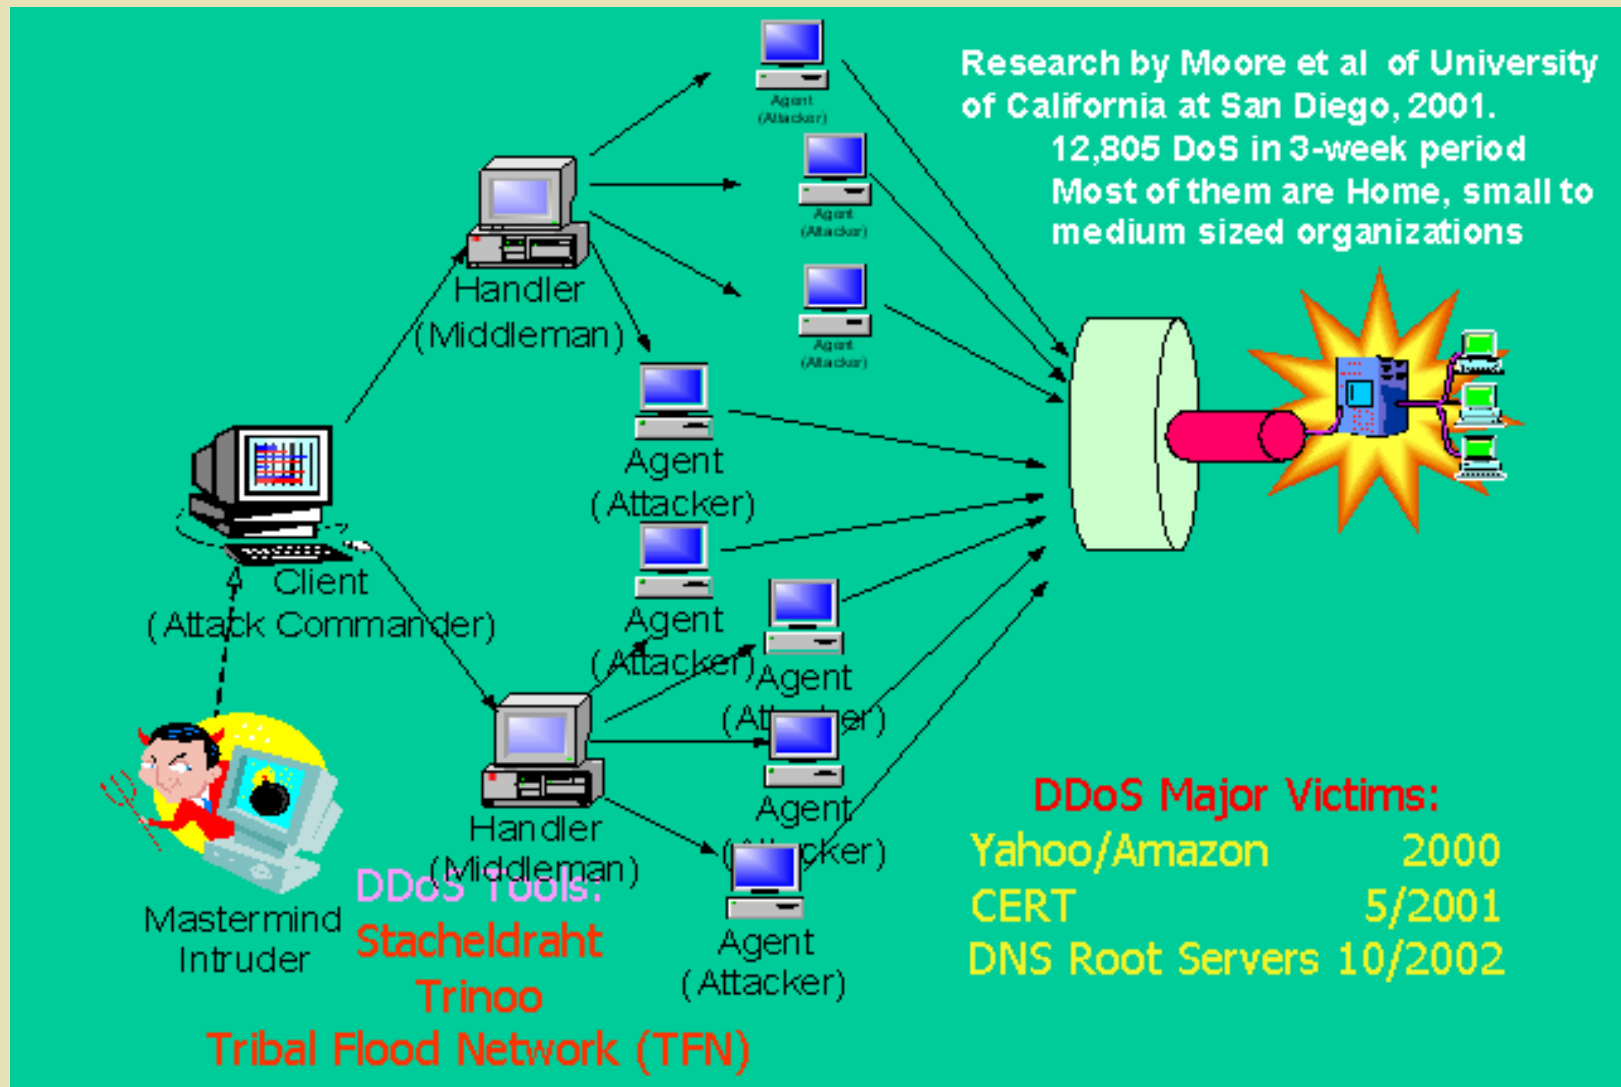 Research by Moore et al of University
of California at San Diego, 2001.
12,805 DoS in 3-week period
Most of them are Home, small to
medium sized organizations
Agent
(Attacker)
Agent
(Attacker)
Agent
(Attacker)
Handler
(Middleman)
Agent
(Attacker)
Client
(Attack Commander)
Agent
(Attacker)
Agent
(Attacker)
Agent
(Attacker)
Handler
(Middleman)
Agent
(Attacker)
Mastermind
Intruder
DDoS Tools:
Stacheldraht
Trinoo
Tribal Flood Network (TFN)
DDoS Major Victims:
Yahoo/Amazon 2000
CERT 5/2001
DNS Root Servers 10/2002